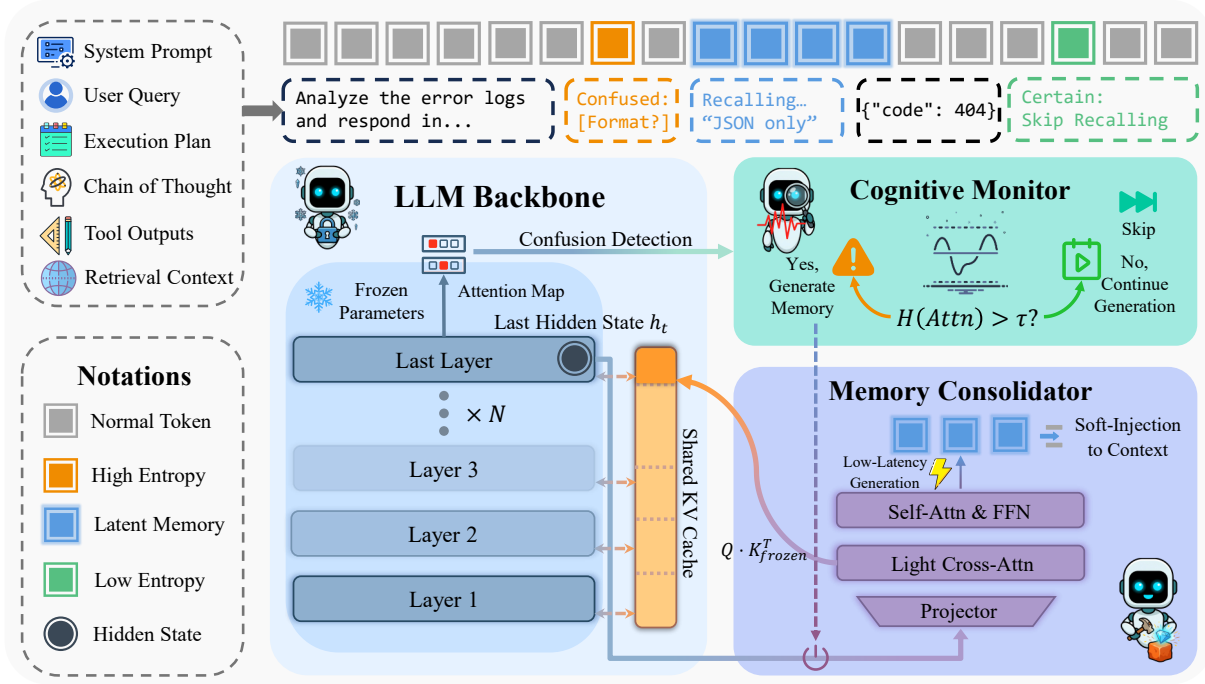 System Prompt
User Query
Execution Plan
Chain of Thought
Tool Outputs
Retrieval Context
Analyze the error logs
and respond in...
Confused:
[Format?]
Recalling…
“JSON only”
{"code": 404}
Certain:
Skip Recalling
LLM Backbone
Confusion Detection
Frozen
Parameters
Attention Map
Last Hidden State h_t
Last Layer
× N
Layer 3
Layer 2
Layer 1
Shared KV Cache
Cognitive Monitor
Skip
Yes,
Generate
Memory
No,
Continue
Generation
H(Attn) > τ?
Memory Consolidator
Soft-Injection
to Context
Low-Latency
Generation
Self-Attn & FFN
Q · K^T_frozen
Light Cross-Attn
Projector
Notations
Normal Token
High Entropy
Latent Memory
Low Entropy
Hidden State